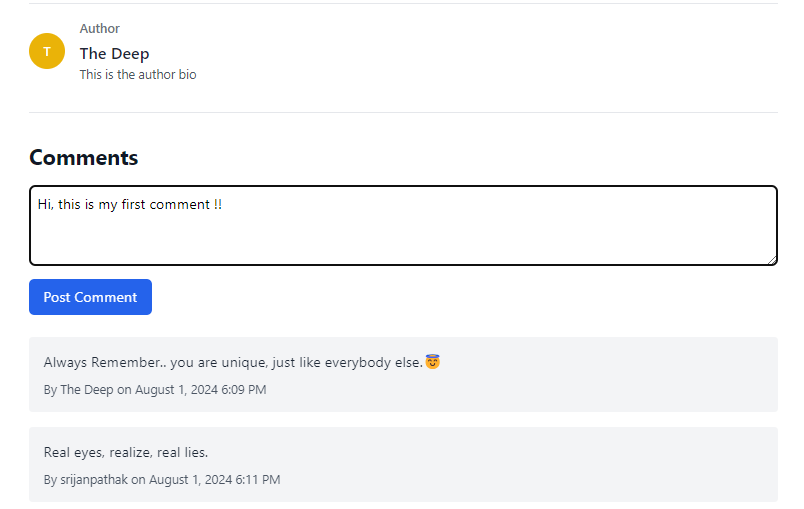 Author
T
The Deep
This is the author bio
Comments
Hi, this is my first comment !!
Post Comment
Always Remember.. you are unique, just like everybody else.😇
By The Deep on August 1, 2024 6:09 PM
Real eyes, realize, real lies.
By srijanpathak on August 1, 2024 6:11 PM